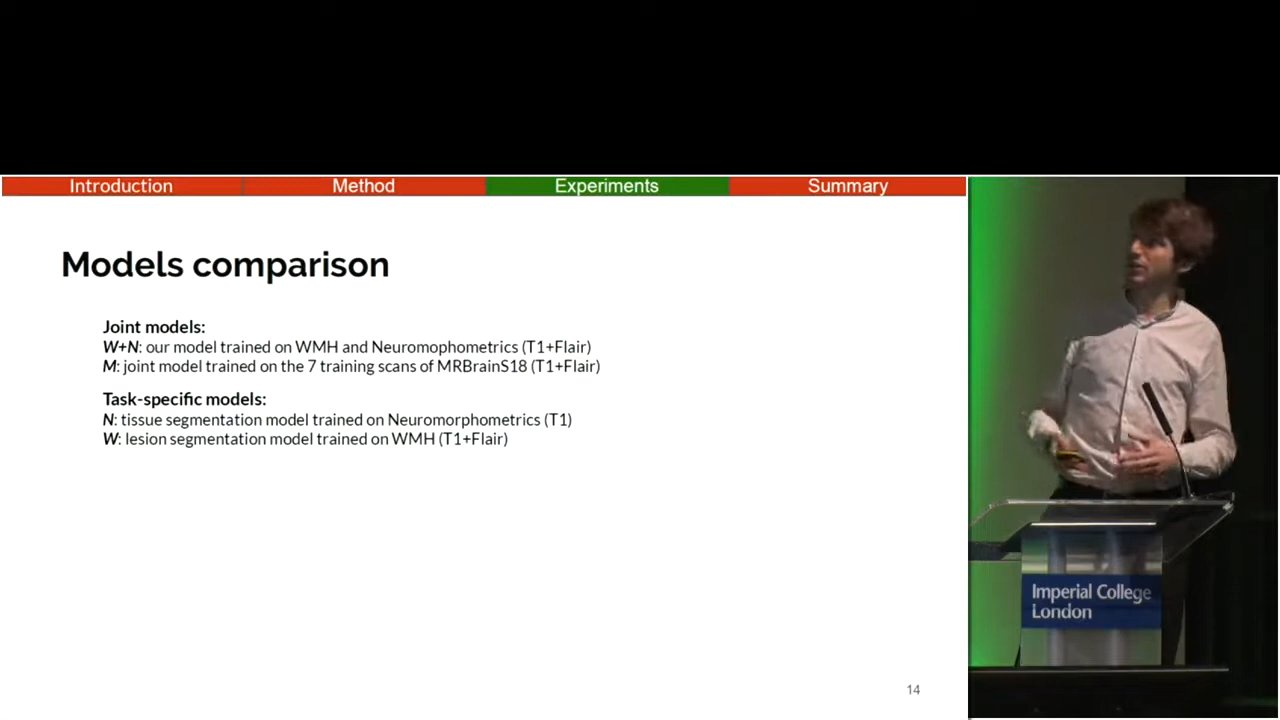 Introduction Method Experiments Summary
Models comparison
Joint models:
W+N: our model trained on WMH and Neuromophometrics (T1+Flair)
M: joint model trained on the 7 training scans of MRBrainS18 (T1+Flair)
Task-specific models:
N: tissue segmentation model trained on Neuromorphometrics (T1)
W: lesion segmentation model trained on WMH (T1+Flair)
14
Imperial College
London